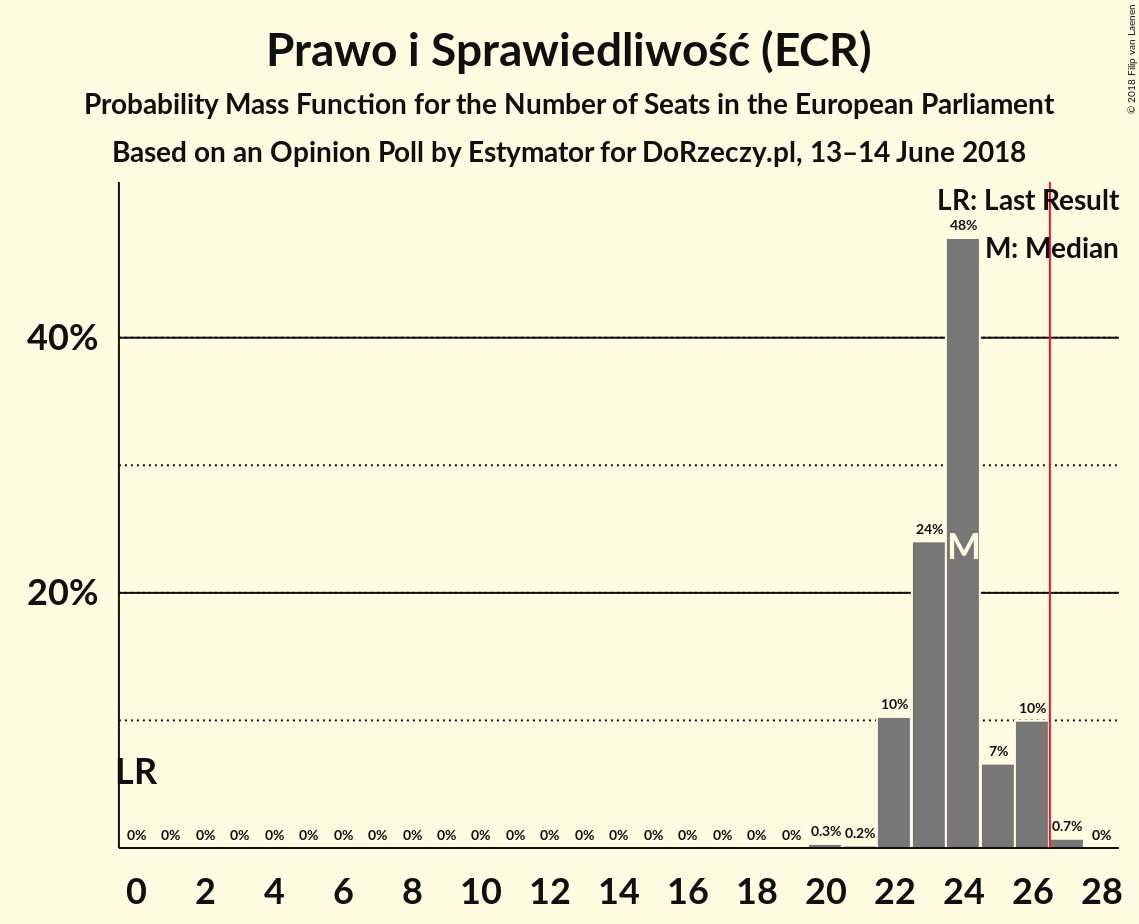 Prawo i Sprawiedliwość (ECR)
Probability Mass Function for the Number of Seats in the European Parliament
Based on an Opinion Poll by Estymator for DoRzeczy.pl, 13–14 June 2018
© 2018 Filip van Laenen
LR: Last Result
M: Median
40%
20%
48%
24%
M
10%
10%
7%
LR
0% 0% 0% 0% 0% 0% 0% 0% 0% 0% 0% 0% 0% 0% 0% 0% 0% 0% 0% 0% 0.3% 0.2% 0.7% 0%
0 2 4 6 8 10 12 14 16 18 20 22 24 26 28